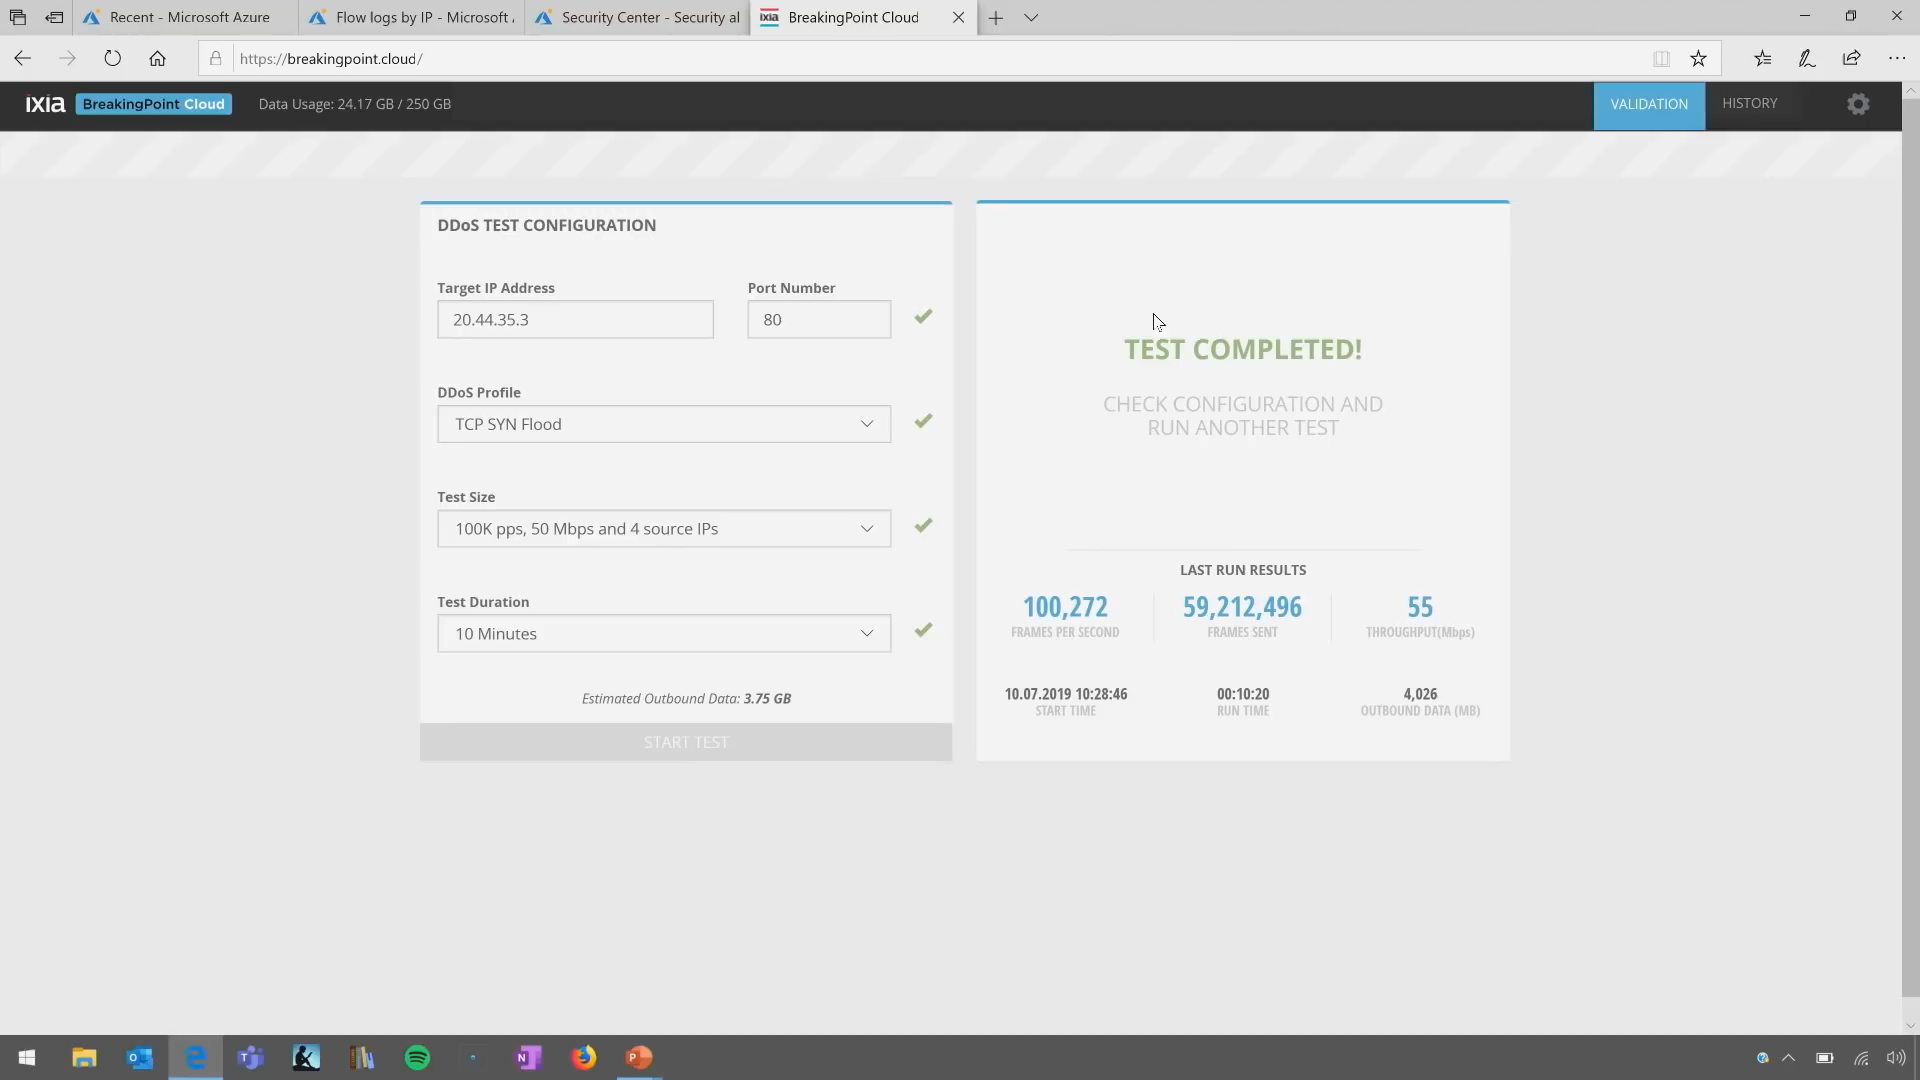 Recent - Microsoft Azure
Flow logs by IP - Microsoft
Security Center - Security al
ixia BreakingPoint Cloud
https://breakingpoint.cloud/
ixia BreakingPoint Cloud Data Usage: 24.17 GB / 250 GB VALIDATION HISTORY
DDoS TEST CONFIGURATION
Target IP Address Port Number
20.44.35.3 80
DDoS Profile
TCP SYN Flood
Test Size
100K pps, 50 Mbps and 4 source IPs
Test Duration
10 Minutes
Estimated Outbound Data: 3.75 GB
START TEST
TEST COMPLETED!
CHECK CONFIGURATION AND
RUN ANOTHER TEST
LAST RUN RESULTS
100,272 59,212,496 55
FRAMES PER SECOND FRAMES SENT THROUGHPUT(Mbps)
10.07.2019 10:28:46 00:10:20 4,026
START TIME RUN TIME OUTBOUND DATA (MB)